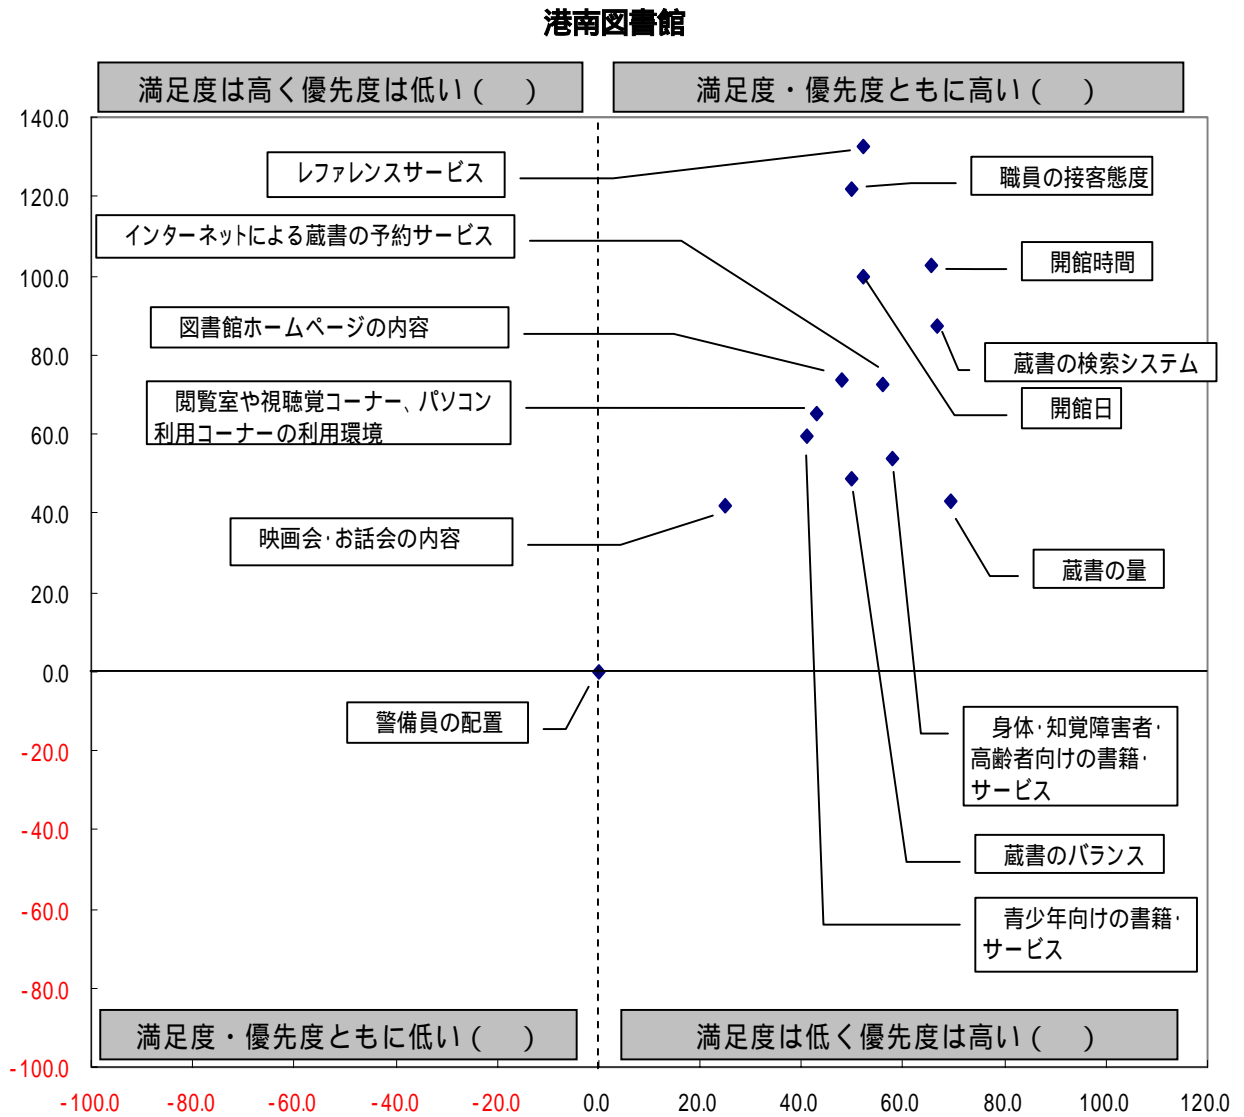 港南図書館
満足度は高く優先度は低い（　）
満足度・優先度ともに高い（　）
140.0
120.0
100.0
80.0
60.0
40.0
20.0
0.0
-20.0
-40.0
-60.0
-80.0
-100.0
レファレンスサービス
職員の接客態度
インターネットによる蔵書の予約サービス
開館時間
図書館ホームページの内容
蔵書の検索システム
閲覧室や視聴覚コーナー、パソコン
利用コーナーの利用環境
開館日
映画会・お話会の内容
蔵書の量
警備員の配置
身体・知覚障害者・
高齢者向けの書籍・
サービス
蔵書のバランス
青少年向けの書籍・
サービス
満足度・優先度ともに低い（　）
満足度は低く優先度は高い（　）
-100.0 -80.0 -60.0 -40.0 -20.0 0.0 20.0 40.0 60.0 80.0 100.0 120.0